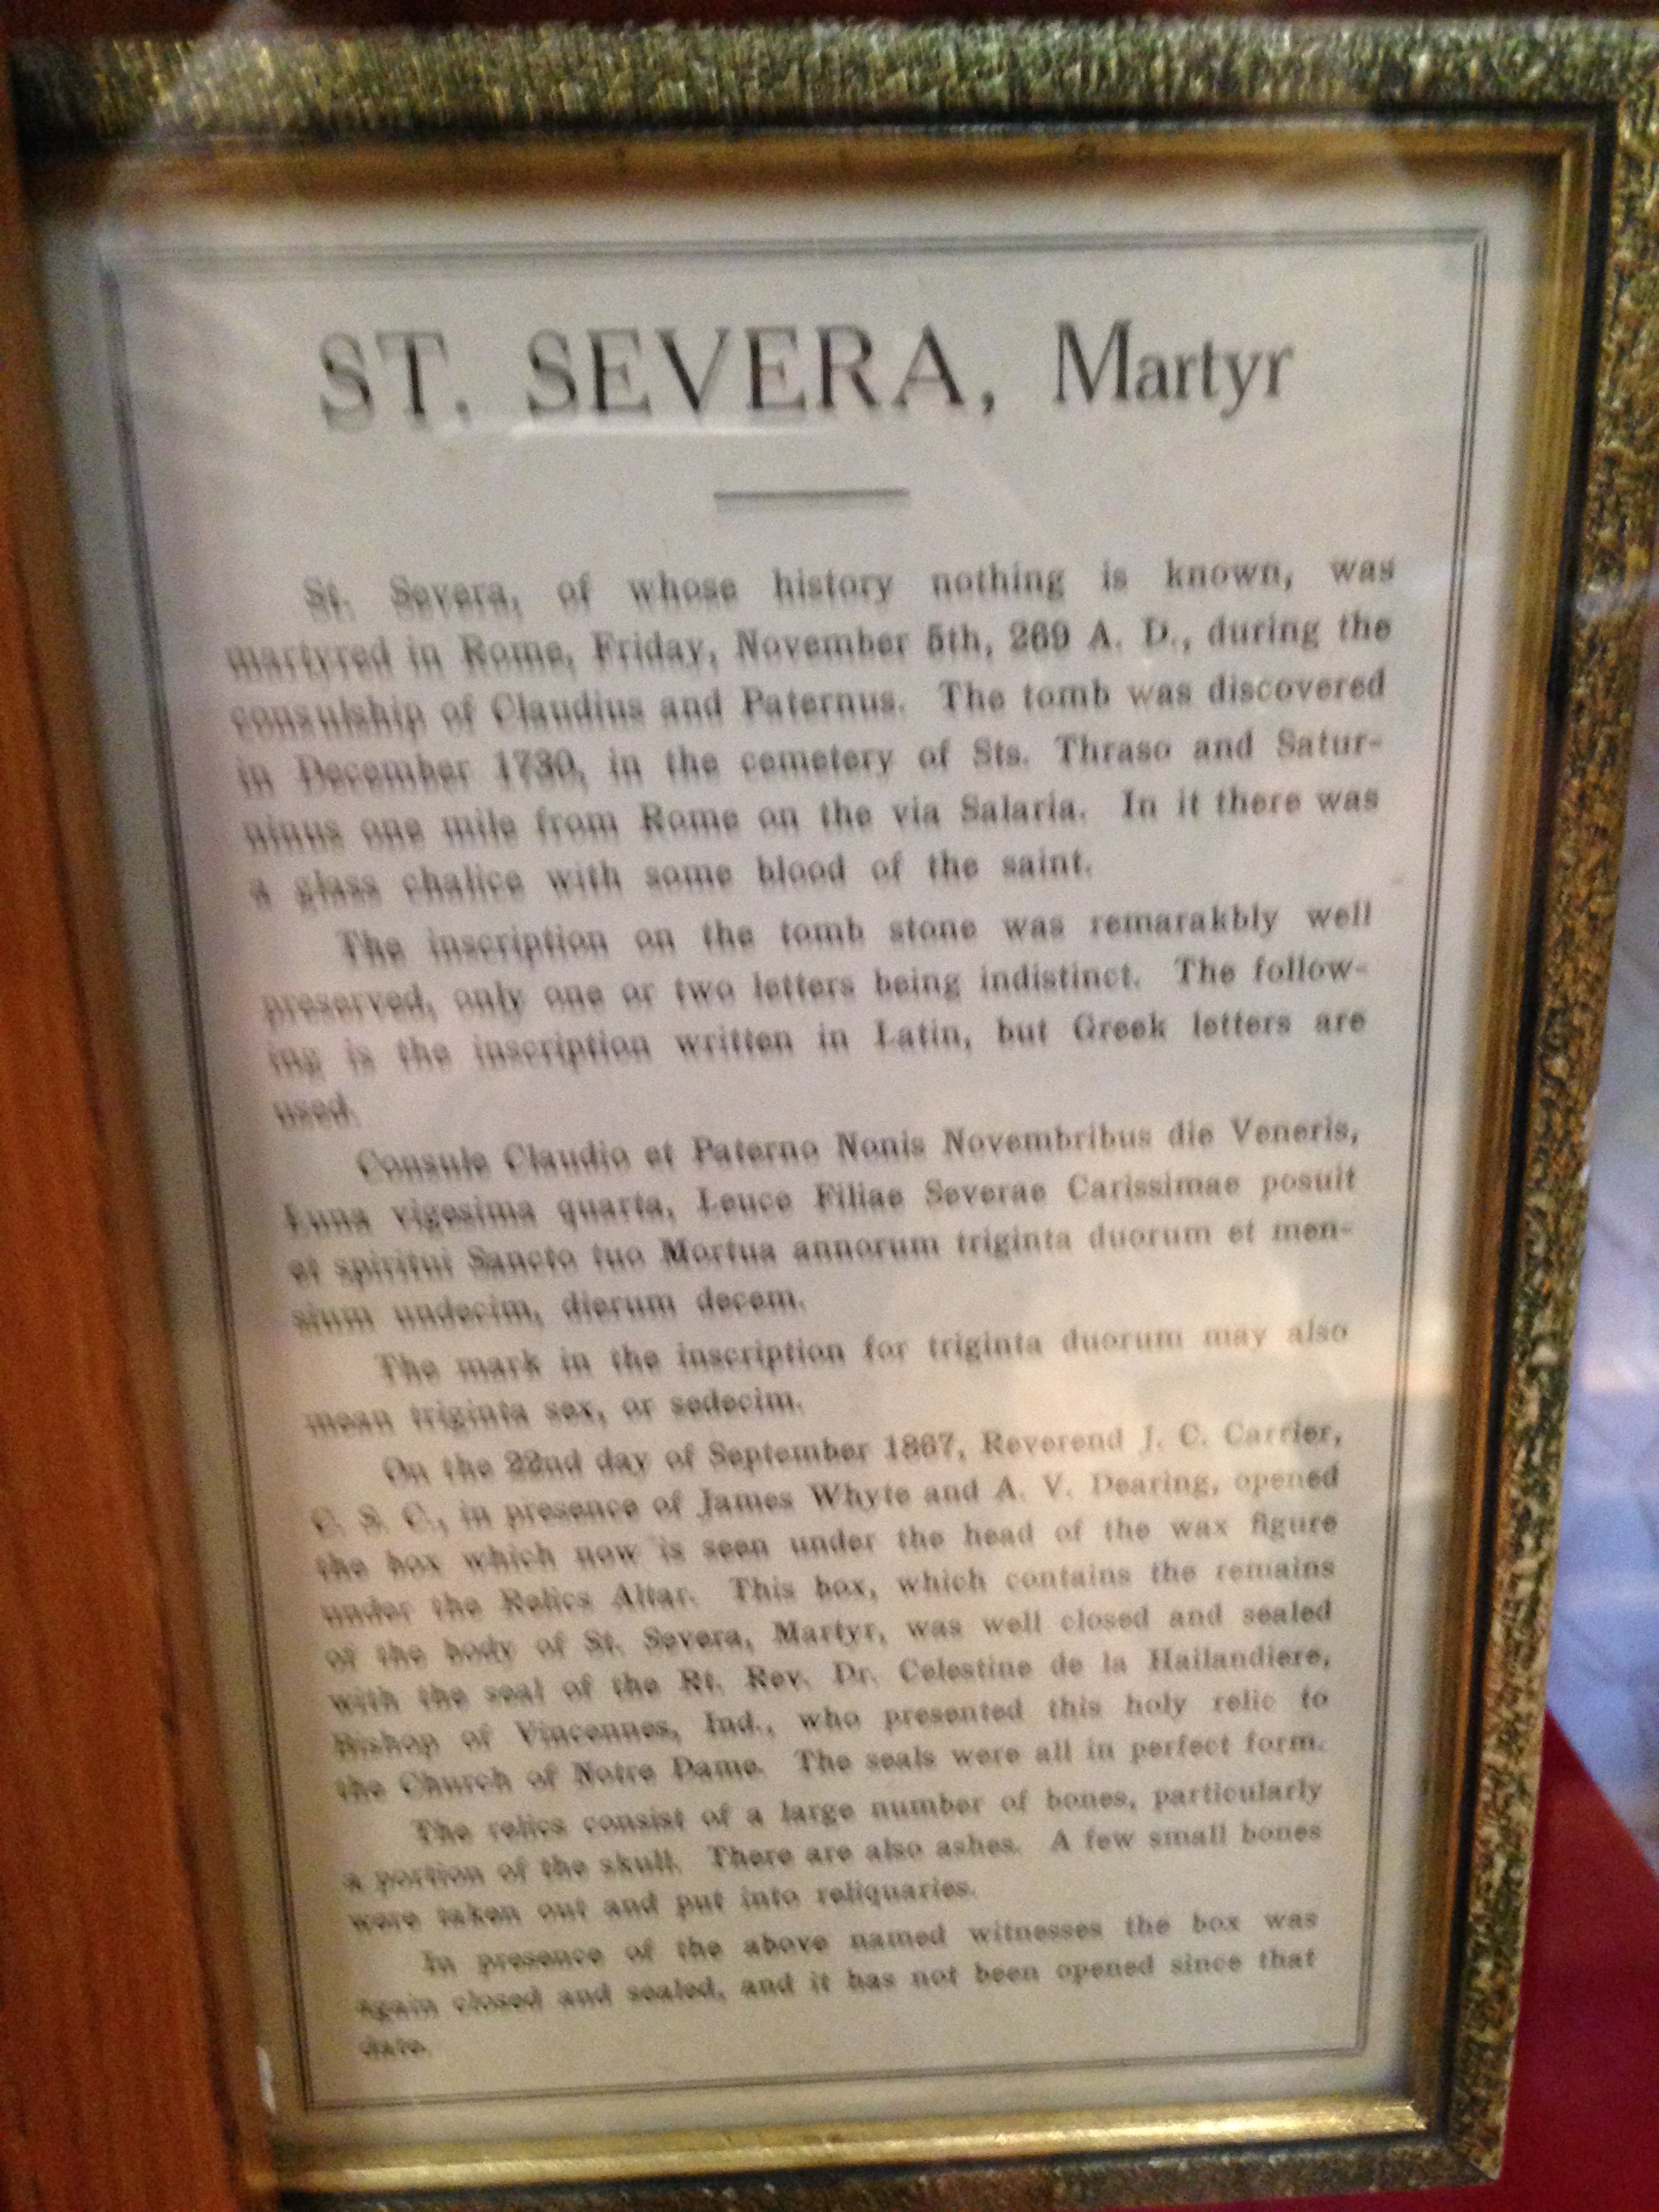 ST. SEVERA, Martyr
St. Severa, of whose history nothing is known, was
martyred in Rome, Friday, November 5th, 269 A. D., during the
consulship of Claudius and Paternus. The tomb was discovered
in December 1730, in the cemetery of Sts. Thraso and Satur-
ninus one mile from Rome on the via Salaria. In it there was
a glass chalice with some blood of the saint.
The inscription on the tomb stone was remarakbly well
preserved, only one or two letters being indistinct. The follow-
ing is the inscription written in Latin, but Greek letters are
used.
Consule Claudio et Paterno Nonis Novembribus die Veneris,
Luna vigesima quarta, Leuce Filiae Severae Carissimae posuit
et spiritui Sancto tuo Mortua annorum triginta duorum et men-
sium undecim, dierum decem.
The mark in the inscription for triginta duorum may also
mean triginta sex, or sedecim.
On the 22nd day of September 1867, Reverend J. C. Carrier,
C. S. C., in presence of James Whyte and A. V. Dearing, opened
the box which now is seen under the head of the wax figure
under the Relics Altar. This box, which contains the remains
of the body of St. Severa, Martyr, was well closed and sealed
with the seal of the Rt. Rev. Dr. Celestine de la Hailandiere,
Bishop of Vincennes, Ind., who presented this holy relic to
the Church of Notre Dame. The seals were all in perfect form.
The relics consist of a large number of bones, particularly
a portion of the skull. There are also ashes. A few small bones
were taken out and put into reliquaries.
In presence of the above named witnesses the box was
again closed and sealed, and it has not been opened since that
date.